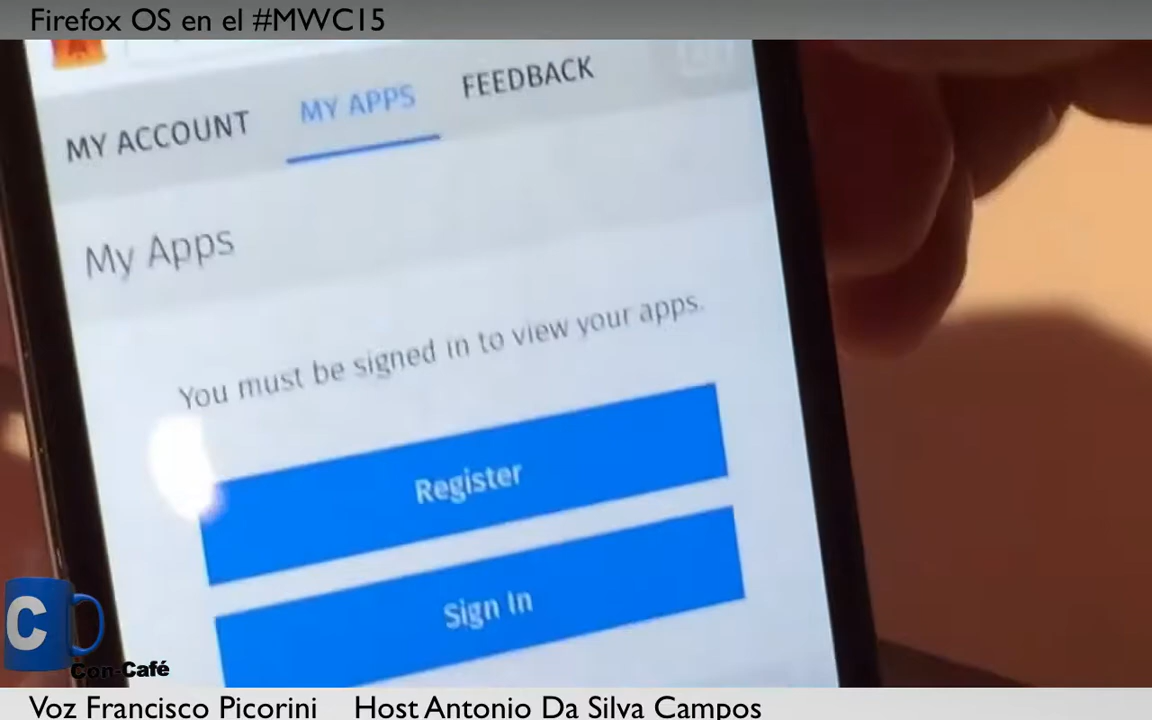 Firefox OS en el #MWC15
MY ACCOUNT MY APPS FEEDBACK
My Apps
You must be signed in to view your apps.
Register
Sign In
C
Con-Café
Voz Francisco Picorini Host Antonio Da Silva Campos